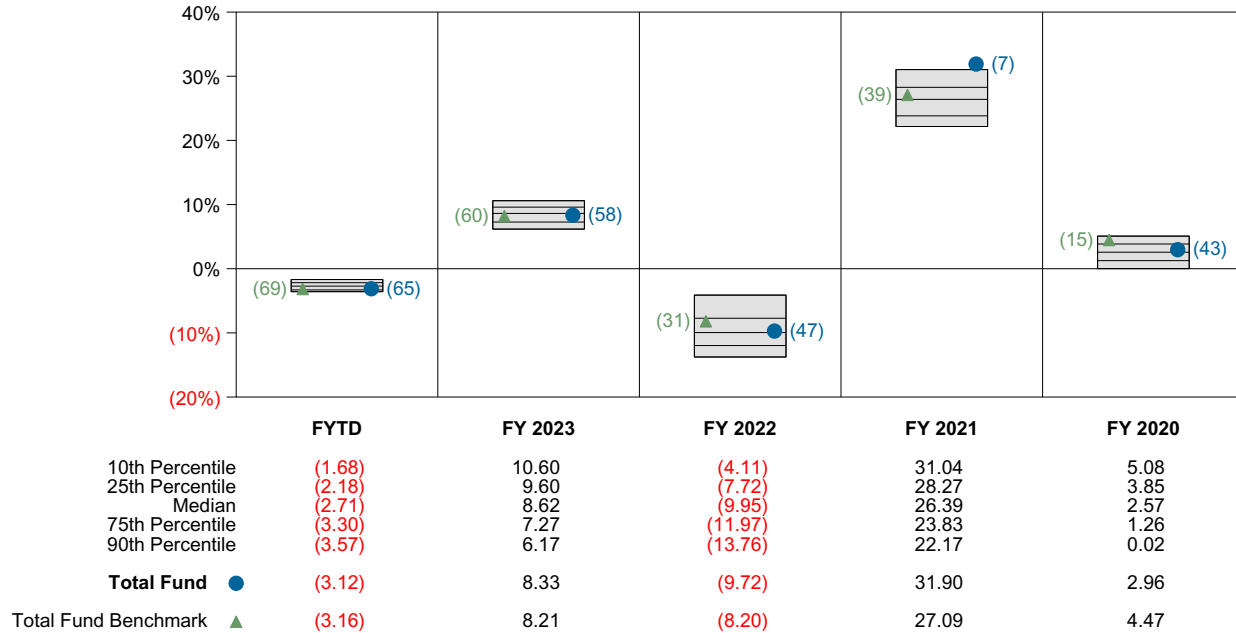 40%
30%
20%
10%
0%
(10%)
(20%)
(69) (65)
(60) (58)
(31) (47)
(39) (7)
(15) (43)
FYTD FY 2023 FY 2022 FY 2021 FY 2020
10th Percentile (1.68) 10.60 (4.11) 31.04 5.08
25th Percentile (2.18) 9.60 (7.72) 28.27 3.85
Median (2.71) 8.62 (9.95) 26.39 2.57
75th Percentile (3.30) 7.27 (11.97) 23.83 1.26
90th Percentile (3.57) 6.17 (13.76) 22.17 0.02
Total Fund (3.12) 8.33 (9.72) 31.90 2.96
Total Fund Benchmark (3.16) 8.21 (8.20) 27.09 4.47